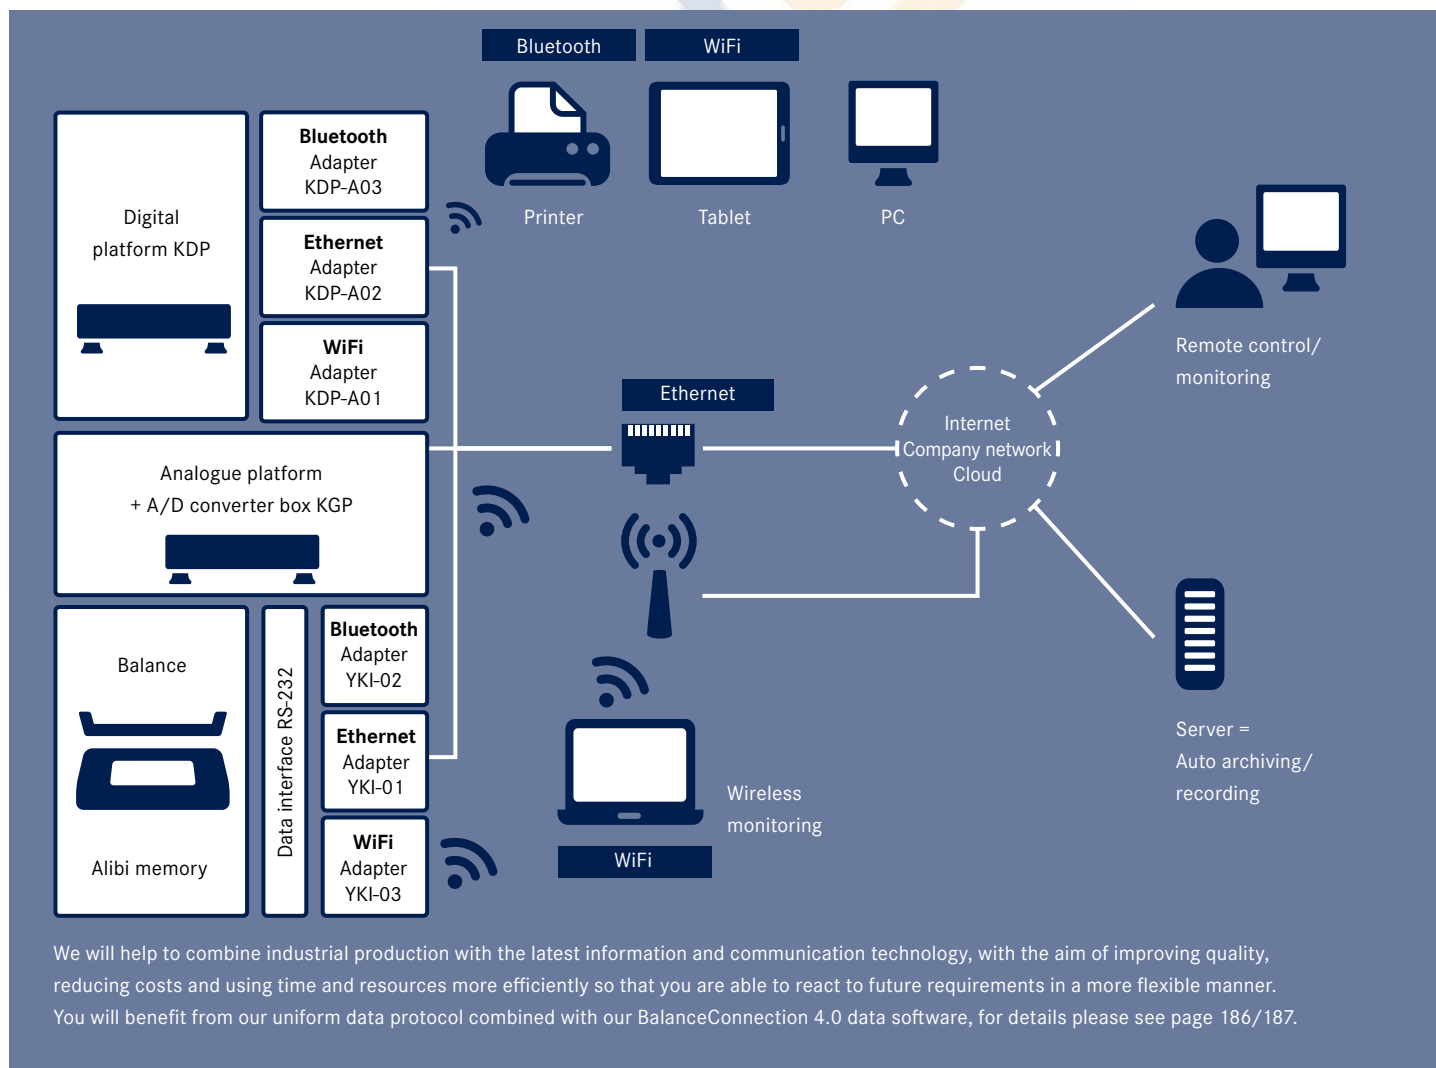 Bluetooth
WiFi
Printer
Tablet
PC
Digital
platform KDP
Bluetooth
Adapter
KDP-A03
Ethernet
Adapter
KDP-A02
WiFi
Adapter
KDP-A01
Analogue platform
+ A/D converter box KGP
Balance
Alibi memory
Data interface RS-232
Bluetooth
Adapter
YKI-02
Ethernet
Adapter
YKI-01
WiFi
Adapter
YKI-03
Ethernet
Wireless
monitoring
WiFi
Internet
Company network
Cloud
Remote control/
monitoring
Server =
Auto archiving/
recording
We will help to combine industrial production with the latest information and communication technology, with the aim of improving quality,
reducing costs and using time and resources more efficiently so that you are able to react to future requirements in a more flexible manner.
You will benefit from our uniform data protocol combined with our BalanceConnection 4.0 data software, for details please see page 186/187.